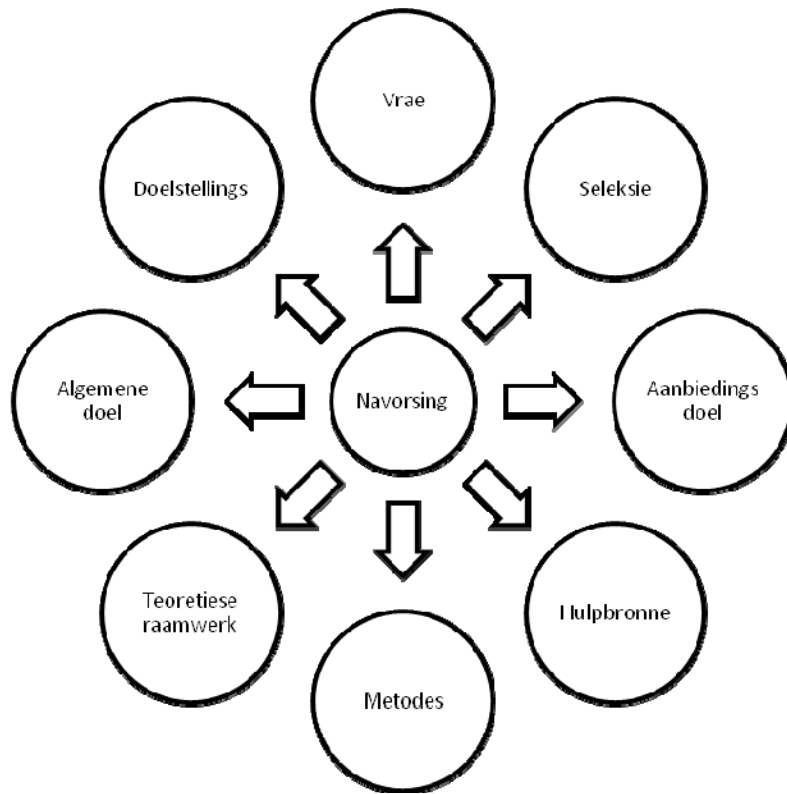 Vrae
Doelstellings
Seleksie
Algemene
doel
Navorsing
Aanbiedings
doel
Teoretiese
raamwerk
Hulpbronne
Metodes